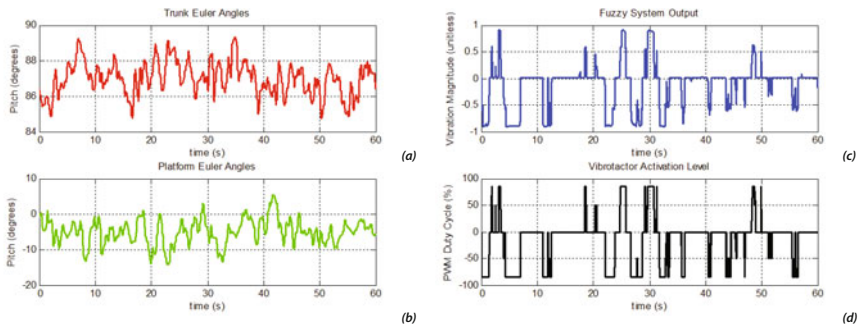 Trunk Euler Angles
90
88
86
84
Pitch (degrees)
0 10 20 30 40 50 60
time (s)
(a)
Platform Euler Angles
10
0
-10
-20
Pitch (degrees)
0 10 20 30 40 50 60
time (s)
(b)
Fuzzy System Output
1
0.5
0
-0.5
-1
Vibration Magnitude (unitless)
0 10 20 30 40 50 60
time (s)
(c)
Vibrotactor Activation Level
100
50
0
-50
-100
PWM Duty Cycle (%)
0 10 20 30 40 50 60
time (s)
(d)